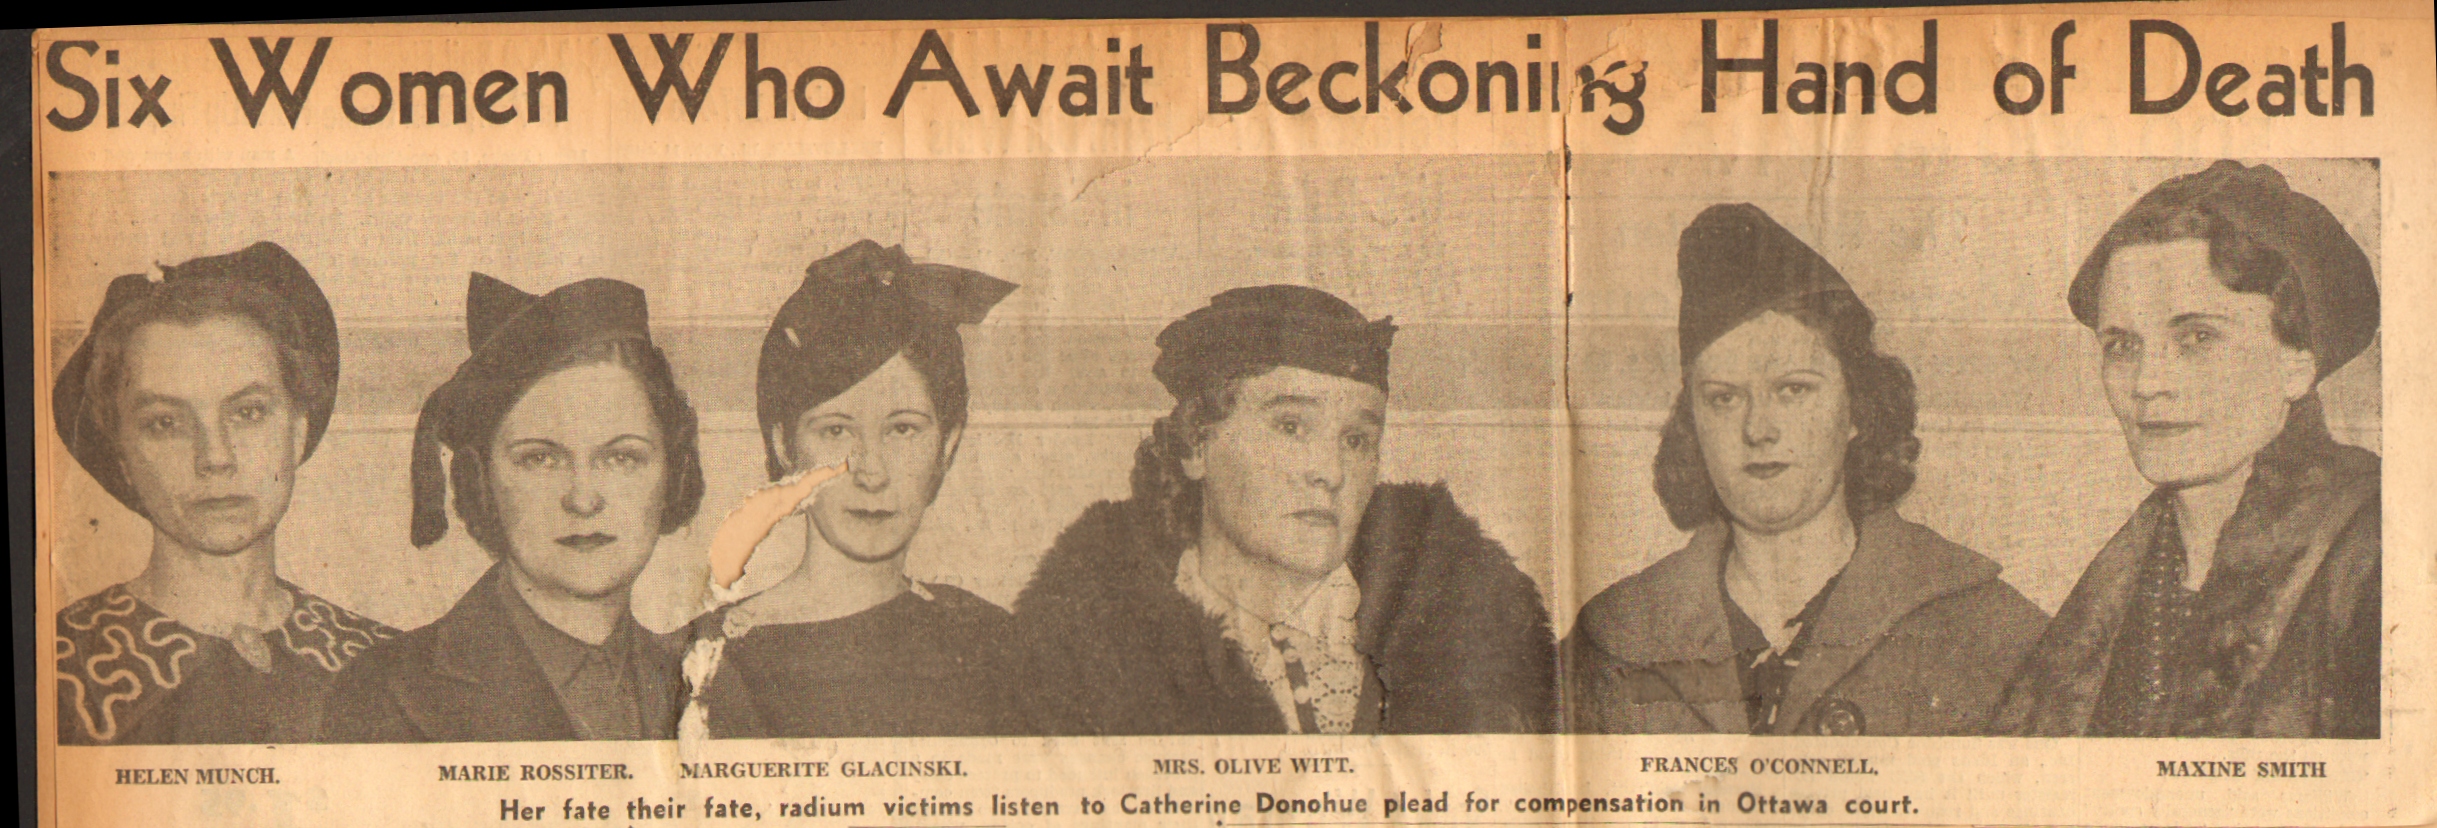 Six Women Who Await Beckoning Hand of Death
HELEN MUNCH. MARIE ROSSITER. MARGUERITE GLACINSKI. MRS. OLIVE WITT. FRANCES O'CONNELL. MAXINE SMITH
Her fate their fate, radium victims listen to Catherine Donohue plead for compensation in Ottawa court.